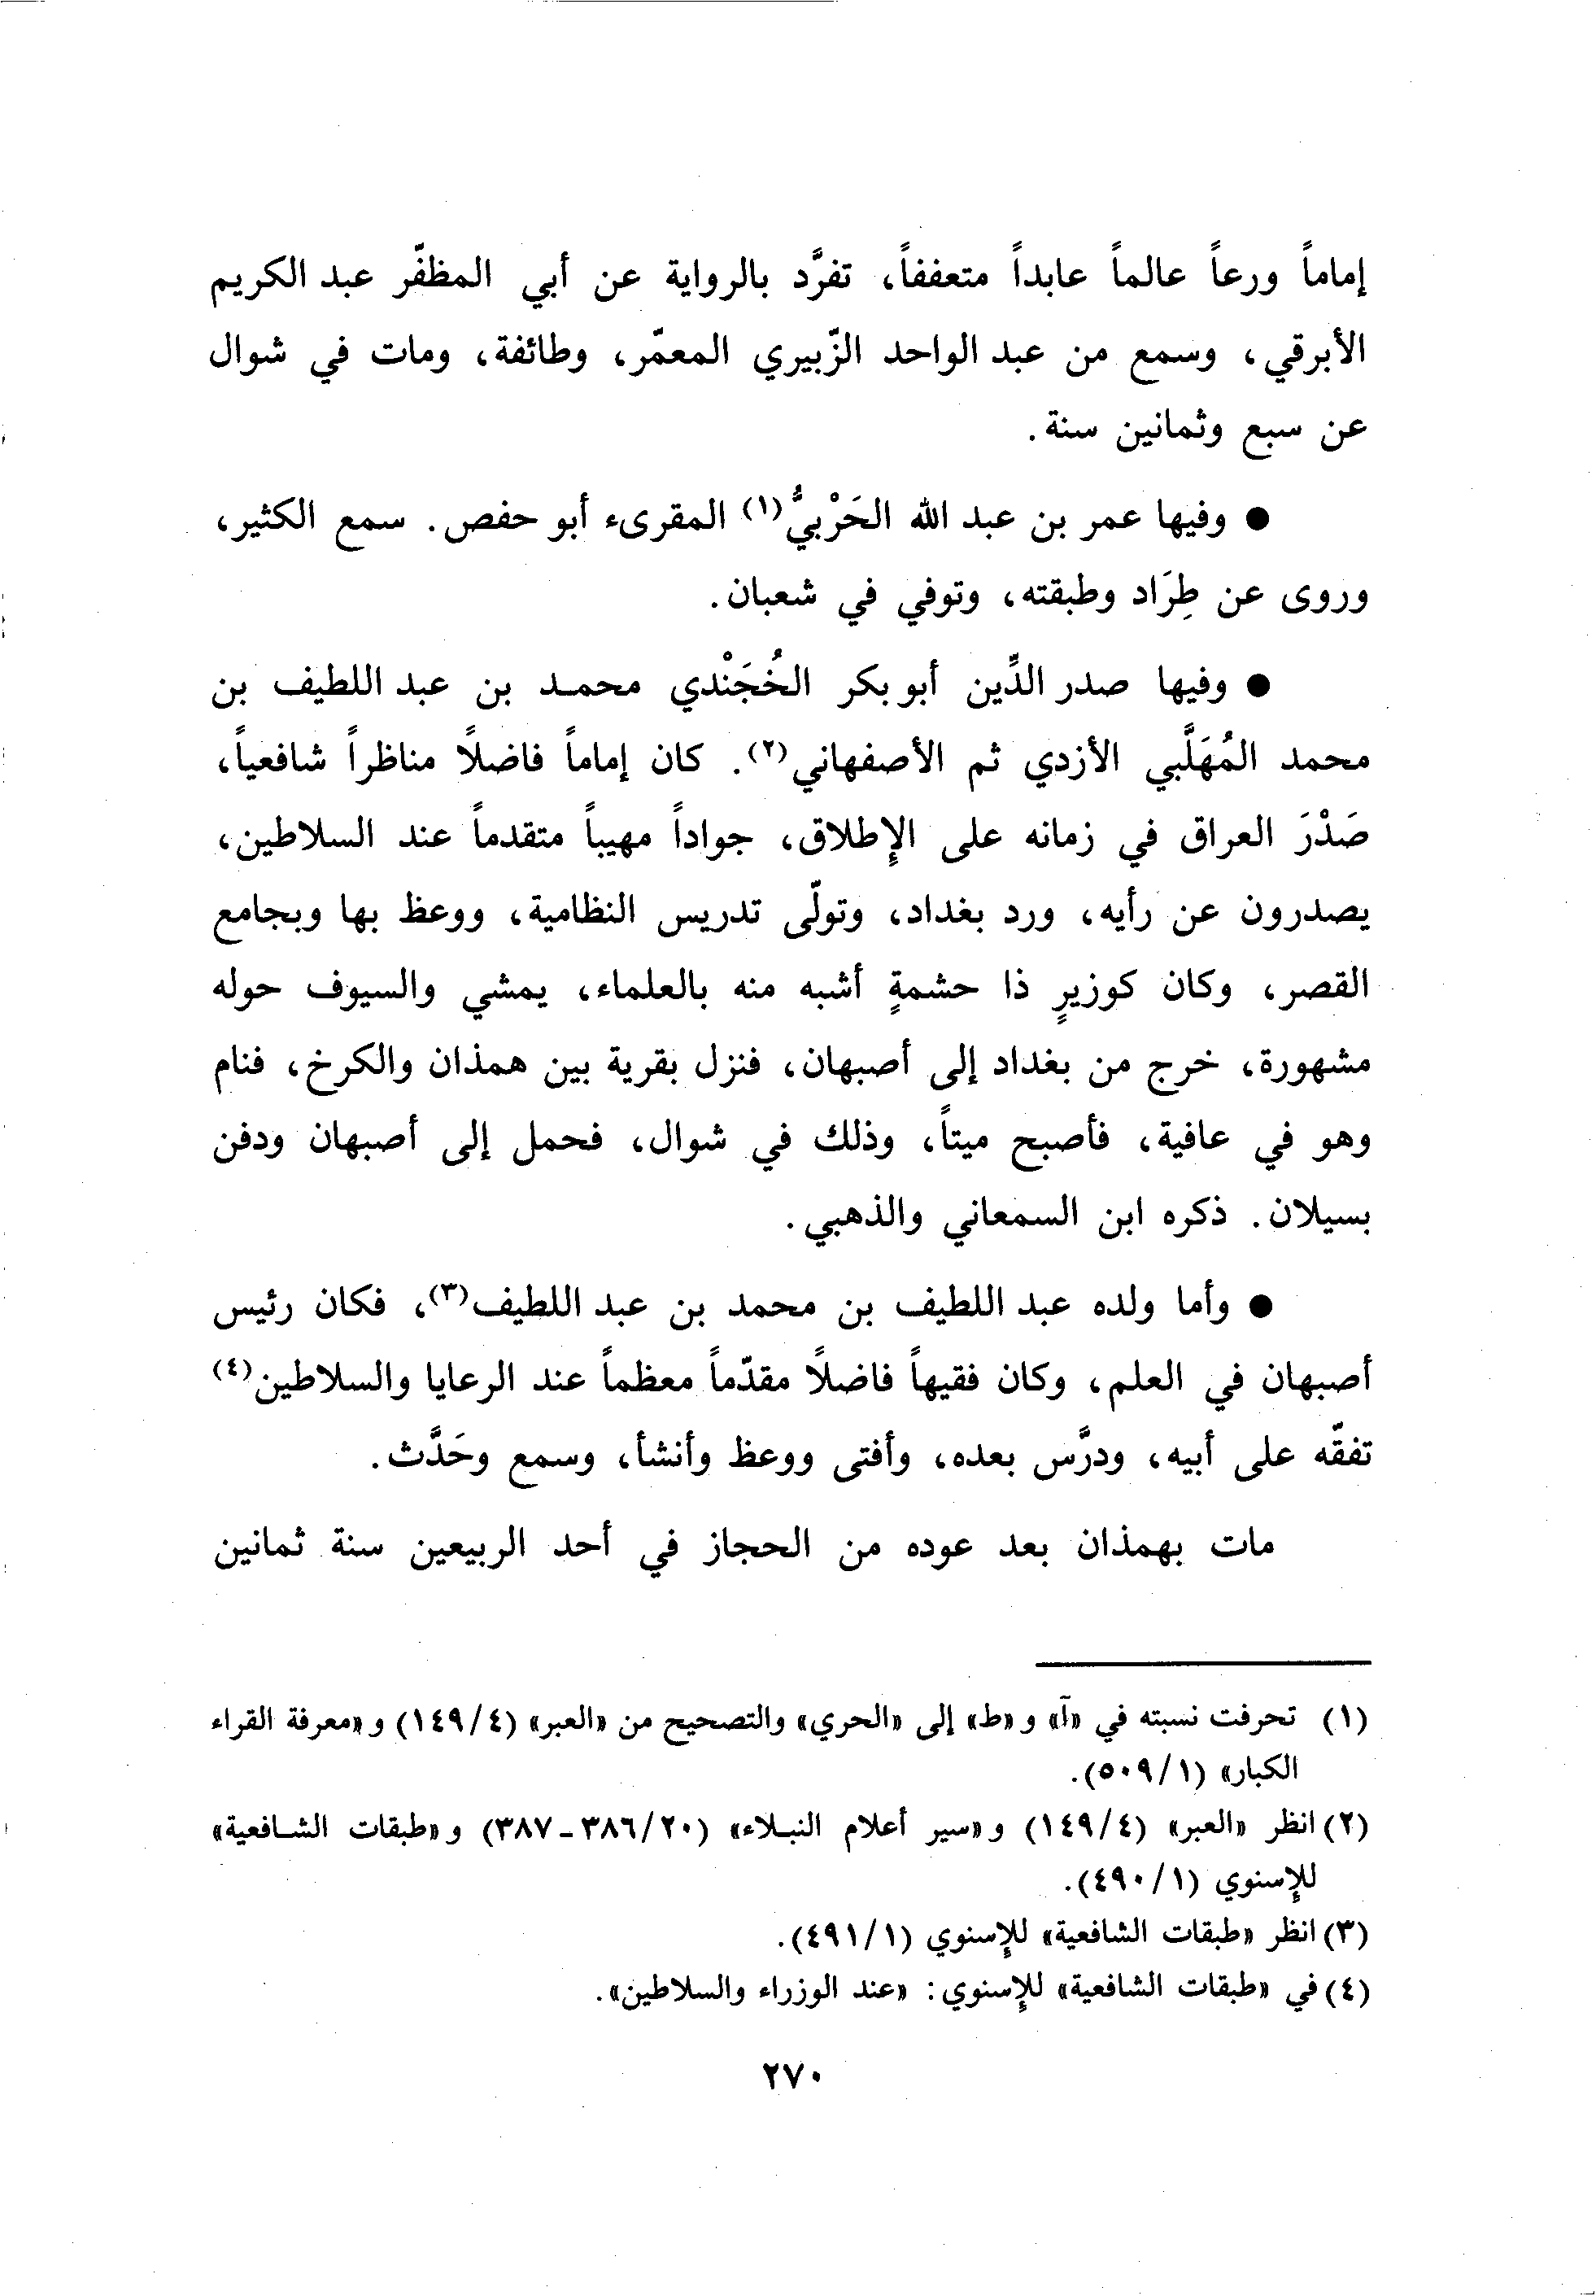 إماماً ورعاً عالماً عابداً متعففاً، تفرَّد بالرواية عن أبي المظفّر عبد الكريم
الأبرقي، وسمع من عبد الواحد الزّبيري المعمّر، وطائفة، ومات في شوال
عن سبع وثمانين سنة.
● وفيها عمر بن عبد الله الحَرْبيُّ(١) المقرىء أبو حفص. سمع الكثير،
وروى عن طِرَاد وطبقته، وتوفي في شعبان.
● وفيها صدر الدِّين أبو بكر الخُجَنْدي محمد بن عبد اللطيف بن
محمد المُهَلَّبي الأزدي ثم الأصفهاني(٢). كان إماماً فاضلًا مناظراً شافعياً،
صَدْرَ العراق في زمانه على الإطلاق، جواداً مهيباً متقدماً عند السلاطين،
يصدرون عن رأيه، ورد بغداد، وتولّى تدريس النظامية، ووعظ بها وبجامع
القصر، وكان كوزيرٍ ذا حشمةٍ أشبه منه بالعلماء، يمشي والسيوف حوله
مشهورة، خرج من بغداد إلى أصبهان، فنزل بقرية بين همذان والكرخ، فنام
وهو في عافية، فأصبح ميتاً، وذلك في شوال، فحمل إلى أصبهان ودفن
بسيلان. ذكره ابن السمعاني والذهبي.
● وأما ولده عبد اللطيف بن محمد بن عبد اللطيف(٣)، فكان رئيس
أصبهان في العلم، وكان فقيهاً فاضلًا مقدّماً معظماً عند الرعايا والسلاطين(٤)
تفقّه على أبيه، ودرَّس بعده، وأفتى ووعظ وأنشأ، وسمع وحَدَّث.
مات بهمذان بعد عوده من الحجاز في أحد الربيعين سنة ثمانين
(١) تحرفت نسبته في «آ» و «ط» إلى «الحري» والتصحيح من «العبر» (٤/١٤٩) و «معرفة القراء
الكبار» (١/٥٠٩).
(٢) انظر «العبر» (٤/١٤٩) و «سير أعلام النبلاء» (٢٠/٣٨٦ - ٣٨٧) و «طبقات الشافعية»
للإسنوي (١/٤٩٠).
(٣) انظر «طبقات الشافعية» للإسنوي (١/٤٩١).
(٤) في «طبقات الشافعية» للإسنوي: «عند الوزراء والسلاطين».
٢٧٠